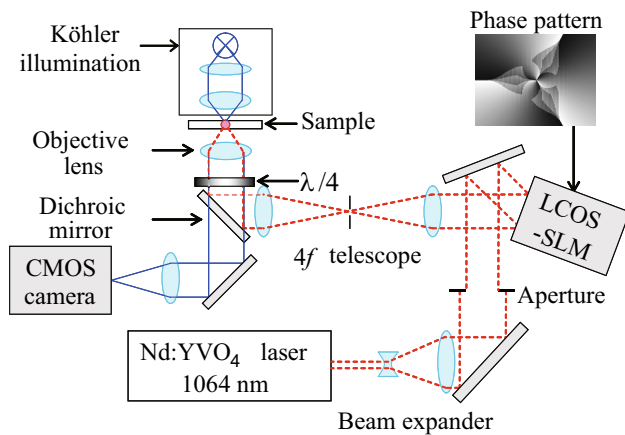 Köhler
illumination
Phase pattern
Sample
Objective
lens
λ/4
Dichroic
mirror
LCOS
-SLM
4f telescope
CMOS
camera
Aperture
Nd:YVO₄ laser
1064 nm
Beam expander